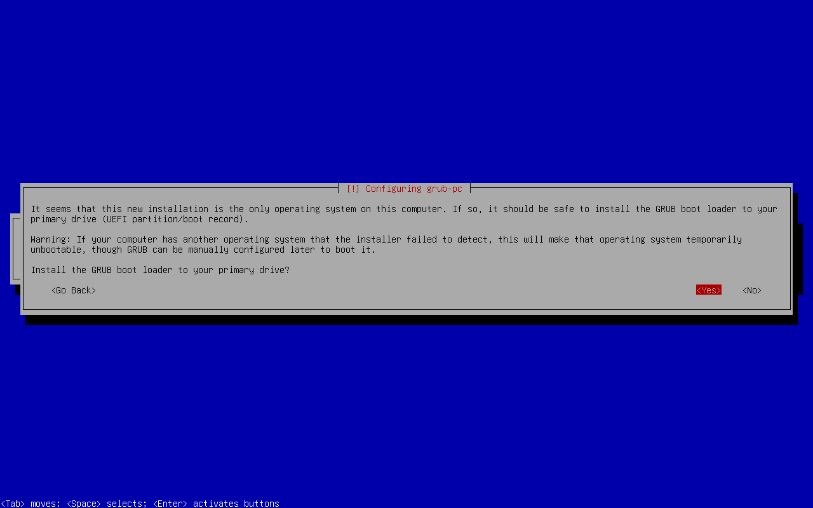 [!] Configuring grub-pc
It seems that this new installation is the only operating system on this computer. If so, it should be safe to install the GRUB boot loader to your
primary drive (UEFI partition/boot record).
Warning: If your computer has another operating system that the installer failed to detect, this will make that operating system temporarily
unbootable, though GRUB can be manually configured later to boot it.
Install the GRUB boot loader to your primary drive?
<Go Back> <Yes> <No>
<Tab> moves; <Space> selects; <Enter> activates buttons